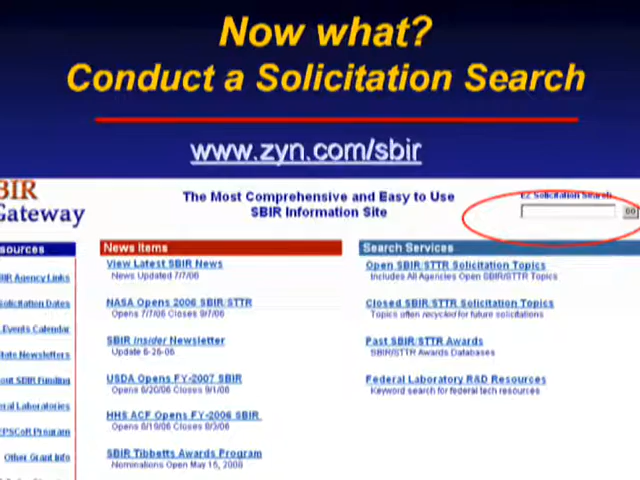 Now what?
Conduct a Solicitation Search
www.zyn.com/sbir
BIR
Gateway
The Most Comprehensive and Easy to Use
SBIR Information Site
EZ Solicitation Search
GO
sources
News Items
Search Services
BIR Agency Links
View Latest SBIR News
News Updated 7/7/06
Open SBIR/STTR Solicitation Topics
Includes All Agencies Open SBIR/STTR Topics
Solicitation Dates
NASA Opens 2006 SBIR/STTR
Opens 7/7/06 Closes 9/7/06
Closed SBIR/STTR Solicitation Topics
Topics often recycled for future solicitations
Events Calendar
SBIR Insider Newsletter
Update 6-26-06
Past SBIR/STTR Awards
SBIR/STTR Awards Databases
tate Newsletters
USDA Opens FY-2007 SBIR
Opens 6/20/06 Closes 9/1/06
Federal Laboratory R&D Resources
Keyword search for federal tech resources
out SBIR Funding
ral Laboratories
HHS ACF Opens FY-2006 SBIR
Opens 6/19/06 Closes 8/3/06
EPSCoR Program
Other Grant Info
SBIR Tibbetts Awards Program
Nominations Open May 15, 2006